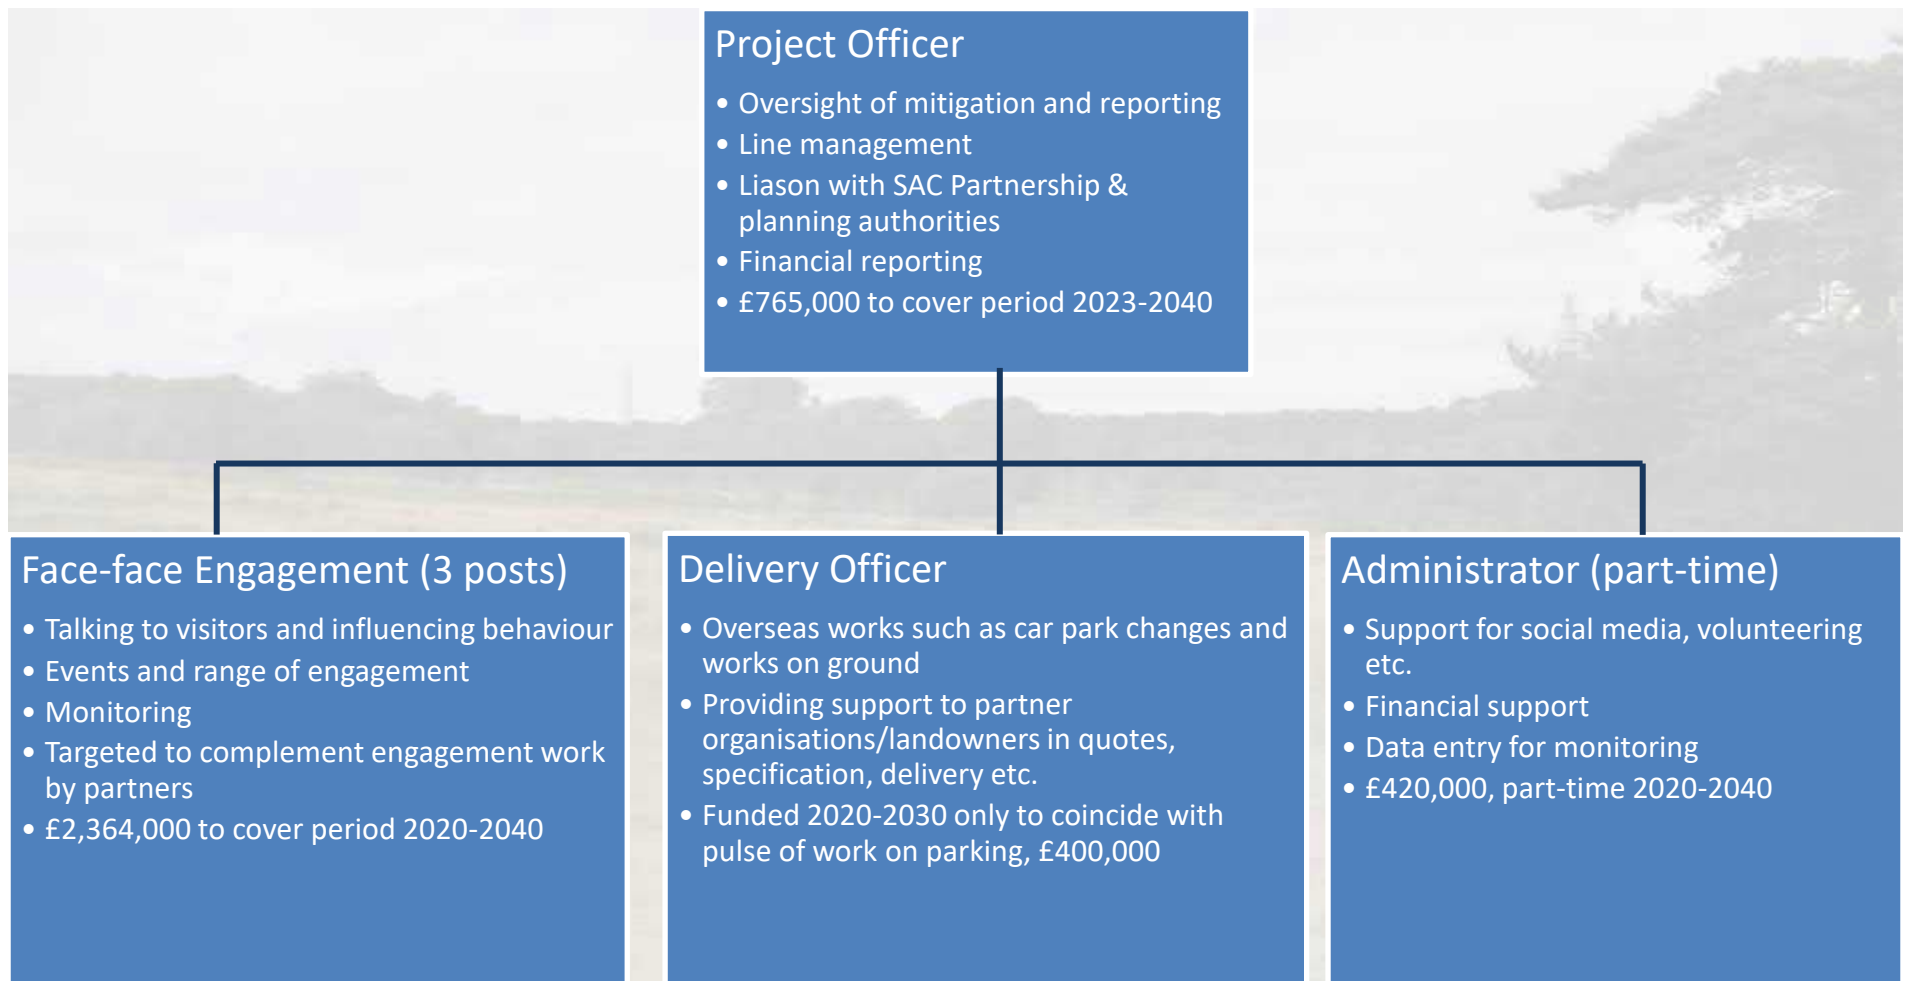 Project Officer
• Oversight of mitigation and reporting
• Line management
• Liason with SAC Partnership &
planning authorities
• Financial reporting
• £765,000 to cover period 2023-2040
Face-face Engagement (3 posts)
• Talking to visitors and influencing behaviour
• Events and range of engagement
• Monitoring
• Targeted to complement engagement work
by partners
• £2,364,000 to cover period 2020-2040
Delivery Officer
• Overseas works such as car park changes and
works on ground
• Providing support to partner
organisations/landowners in quotes,
specification, delivery etc.
• Funded 2020-2030 only to coincide with
pulse of work on parking, £400,000
Administrator (part-time)
• Support for social media, volunteering
etc.
• Financial support
• Data entry for monitoring
• £420,000, part-time 2020-2040